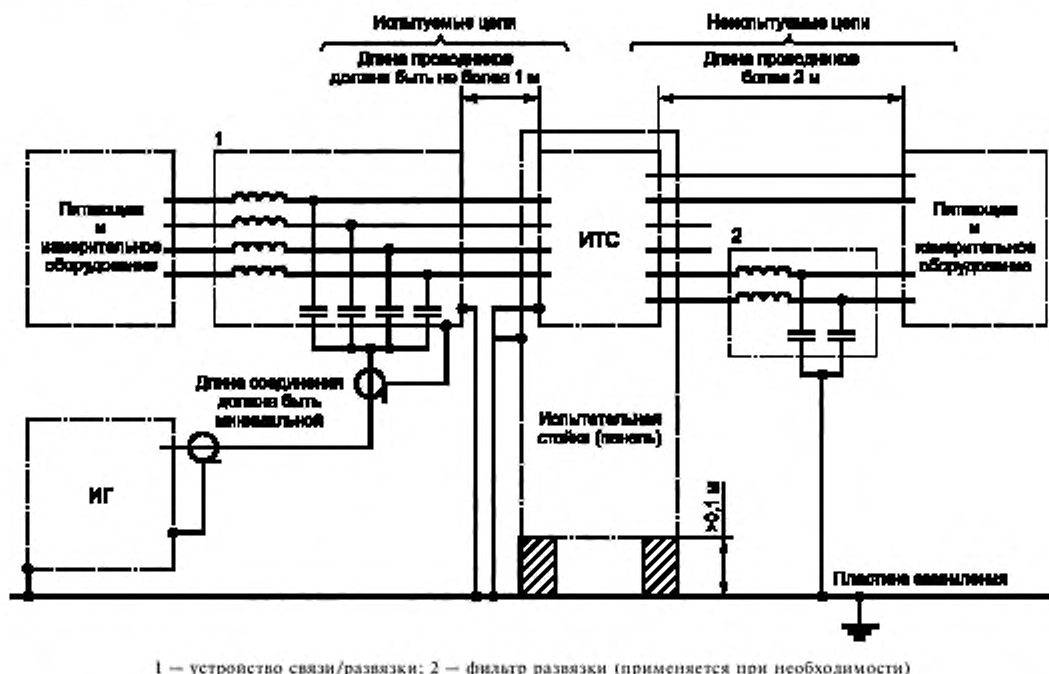 Испытуемые цепи
Неиспытуемые цепи
Длина проводников
должна быть не более 1 м
Длина проводников
более 2 м
1
Питающее
и
измерительное
оборудование
ИТС
2
Питающее
и
измерительное
оборудование
Длина соединения
должна быть
минимальной
Испытательная
стойка (панель)
ИГ
>0,1 м
Пластина заземления
1 — устройство связи/развязки; 2 — фильтр развязки (применяется при необходимости)